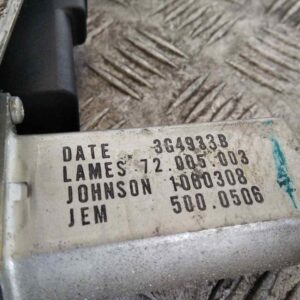 DATE 3G4933B
LAMES 72.005.003
JOHNSON 1060308
JEM 500.0506